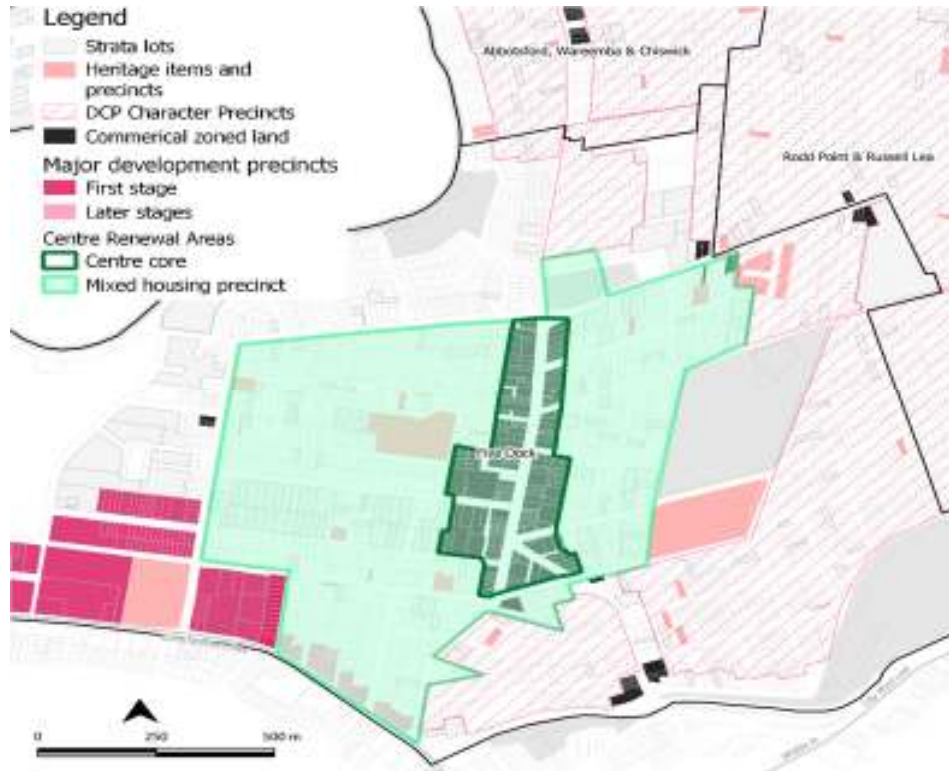 Legend
Strata lots
Heritage items and
precincts
DCP Character Precincts
Commerical zoned land
Major development precincts
First stage
Later stages
Centre Renewal Areas
Centre core
Mixed housing precinct
Abbotsford, Wareemba & Chiswick
Rodd Point & Russell Lea
Five Dock
0
250
500 m